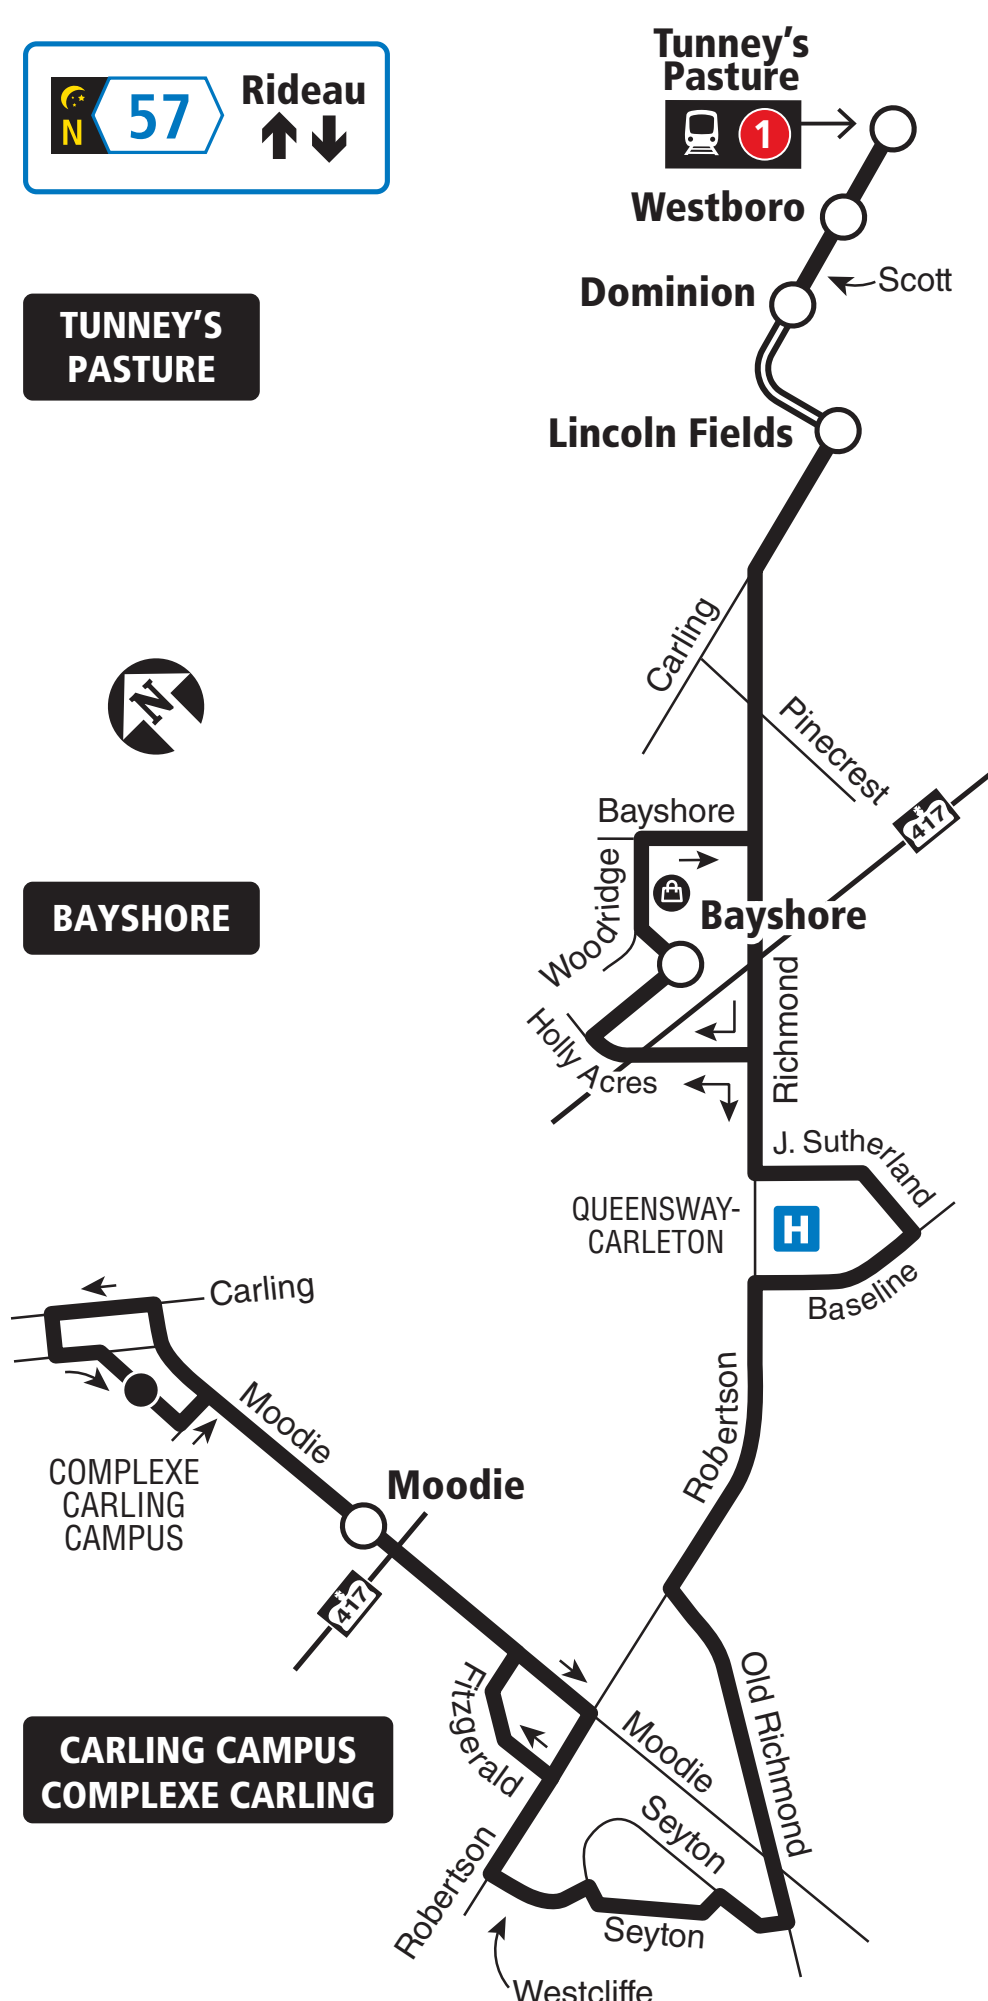 N
57
Rideau
Tunney's
Pasture
1
Westboro
Scott
Dominion
TUNNEY'S
PASTURE
Lincoln Fields
Carling
N
Pinecrest
417
Bayshore
Woodridge
BAYSHORE
Bayshore
Richmond
Holly Acres
J. Sutherland
QUEENSWAY-
CARLETON
H
Baseline
Carling
Robertson
Moodie
COMPLEXE
CARLING
CAMPUS
Moodie
417
Fitzgerald
Old Richmond
Moodie
CARLING CAMPUS
COMPLEXE CARLING
Seyton
Robertson
Seyton
Westcliffe